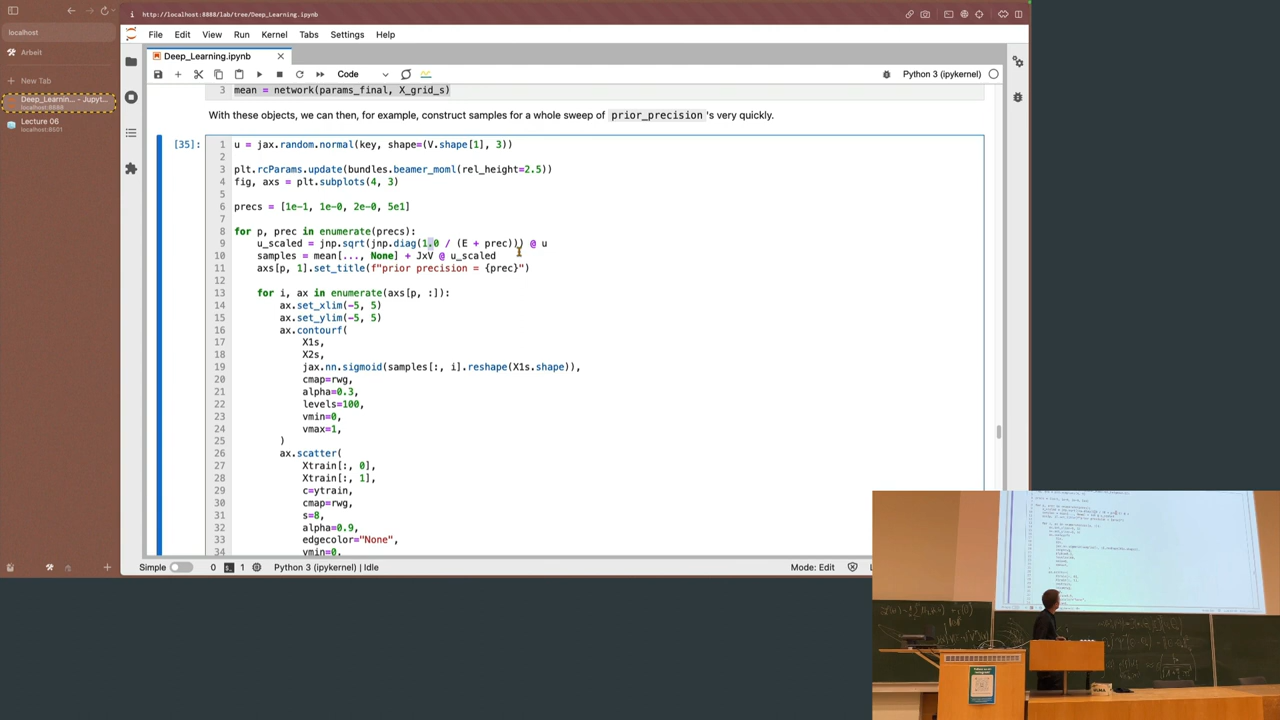 http://localhost:8888/lab/tree/Deep_Learning.ipynb
localhost
Arbeit
New Tab
Deep_Learnin... - Jupyt...
localhost:8888
Lecture 06
localhost:8501
File Edit View Run Kernel Tabs Settings Help
Deep_Learning.ipynb
Code
Python 3 (ipykernel)
3 mean = network(params_final, X_grid_s)
With these objects, we can then, for example, construct samples for a whole sweep of prior_precision 's very quickly.
[35]:
1 u = jax.random.normal(key, shape=(V.shape[1], 3))
2
3 plt.rcParams.update(bundles.beamer_moml(rel_height=2.5))
4 fig, axs = plt.subplots(4, 3)
5
6 precs = [1e-1, 1e-0, 2e-0, 5e1]
7
8 for p, prec in enumerate(precs):
9 u_scaled = jnp.sqrt(jnp.diag(1.0 / (E + prec))) @ u
10 samples = mean[..., None] + JxV @ u_scaled
11 axs[p, 1].set_title(f"prior precision = {prec}")
12
13 for i, ax in enumerate(axs[p, :]):
14 ax.set_xlim(-5, 5)
15 ax.set_ylim(-5, 5)
16 ax.contourf(
17 X1s,
18 X2s,
19 jax.nn.sigmoid(samples[:, i].reshape(X1s.shape)),
20 cmap=rwg,
21 alpha=0.3,
22 levels=100,
23 vmin=0,
24 vmax=1,
25 )
26 ax.scatter(
27 Xtrain[:, 0],
28 Xtrain[:, 1],
29 c=ytrain,
30 cmap=rwg,
31 s=8,
32 alpha=0.9,
33 edgecolor="None",
34 vmin=0,
Simple 0 1 Python 3 (ipykernel) | Idle Mode: Edit